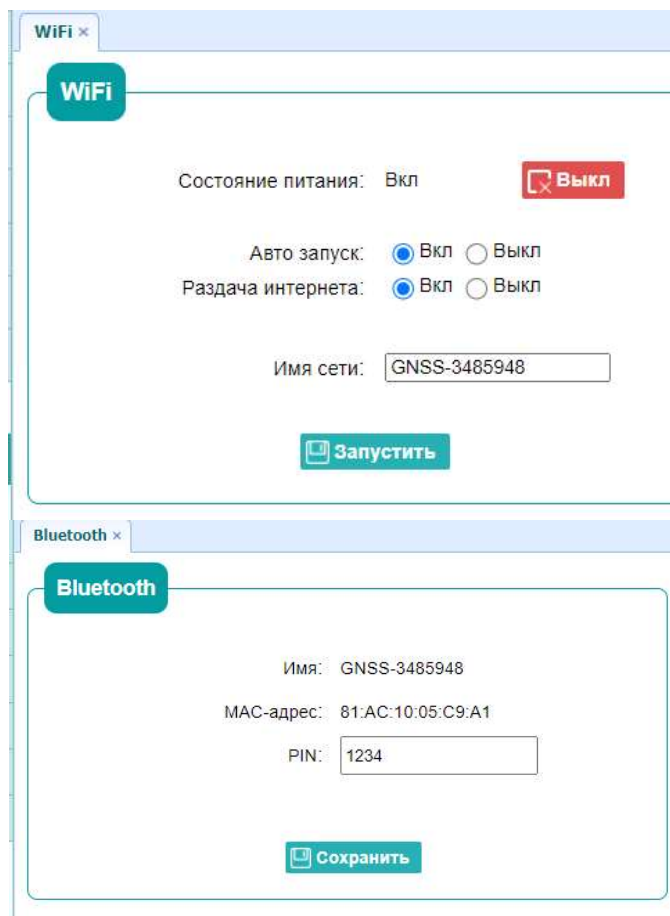 WiFi ×
WiFi
Состояние питания: Вкл Выкл
Авто запуск: Вкл Выкл
Раздача интернета: Вкл Выкл
Имя сети: GNSS-3485948
Запустить
Bluetooth ×
Bluetooth
Имя: GNSS-3485948
MAC-адрес: 81:AC:10:05:C9:A1
PIN: 1234
Сохранить